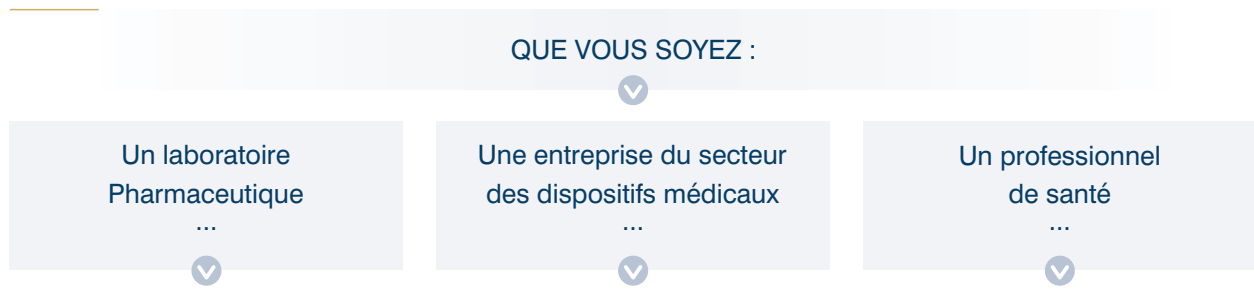 QUE VOUS SOYEZ :
Un laboratoire
Pharmaceutique
...
Une entreprise du secteur
des dispositifs médicaux
...
Un professionnel
de santé
...